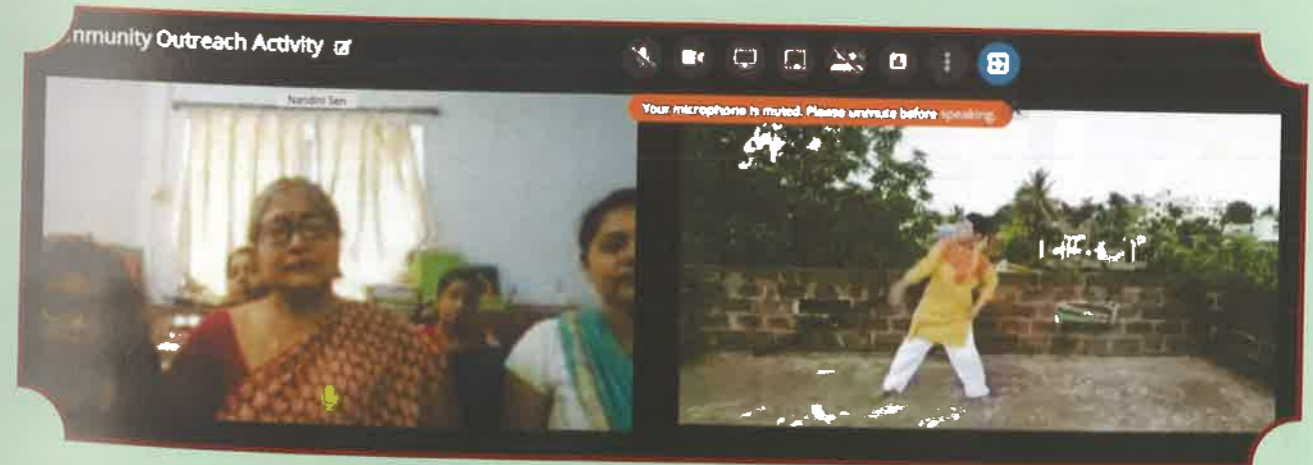 nmunity Outreach Activity
Nandini Sen
Your microphone is muted. Please unmute before speaking.